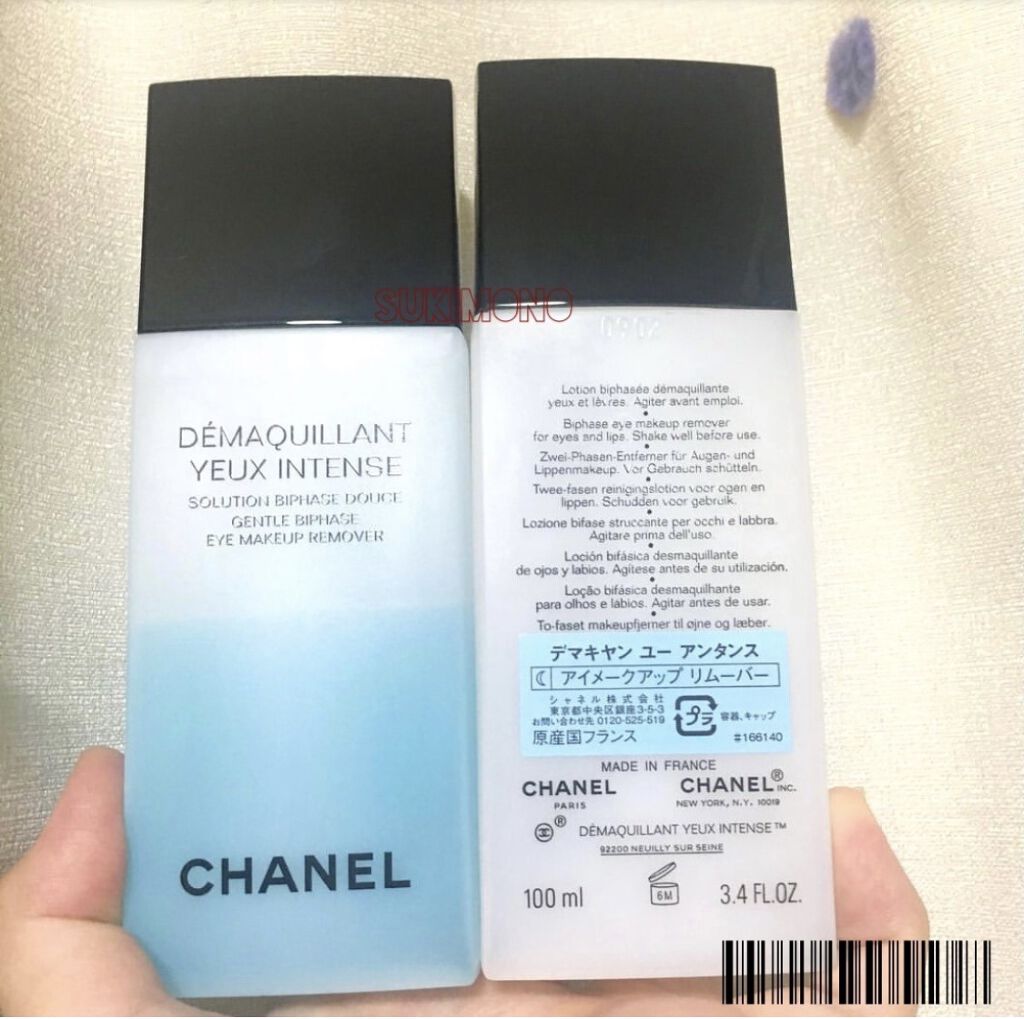 SUKIMONO
DÉMAQUILLANT
YEUX INTENSE
SOLUTION BIPHASE DOUCE
GENTLE BIPHASE
EYE MAKEUP REMOVER
CHANEL
Lotion biphasée démaquillante
yeux et lèvres. Agiter avant emploi.
•
Biphase eye makeup remover
for eyes and lips. Shake well before use.
•
Zwei-Phasen-Entferner für Augen- und
Lippenmakeup. Vor Gebrauch schütteln.
•
Twee-fasen reinigingslotion voor ogen en
lippen. Schudden voor gebruik.
•
Lozione bifase struccante per occhi e labbra.
Agitare prima dell'uso.
•
Loción bifásica desmaquillante
de ojos y labios. Agítese antes de su utilización.
•
Loção bifásica desmaquilhante
para olhos e lábios. Agitar antes de usar.
•
To-faset makeupfjerner til øjne og læber.
デマキヤン ユー アンタンス
アイメークアップ リムーバー
シャネル株式会社
東京都中央区銀座3-5-3
お問い合わせ先 0120-525-519
原産国フランス
プラ 容器、キャップ
#166140
MADE IN FRANCE
CHANEL
PARIS
CHANEL® INC.
NEW YORK, N.Y. 10019
® DÉMAQUILLANT YEUX INTENSE™
92200 NEUILLY SUR SEINE
100 ml 6M 3.4 FL.OZ.